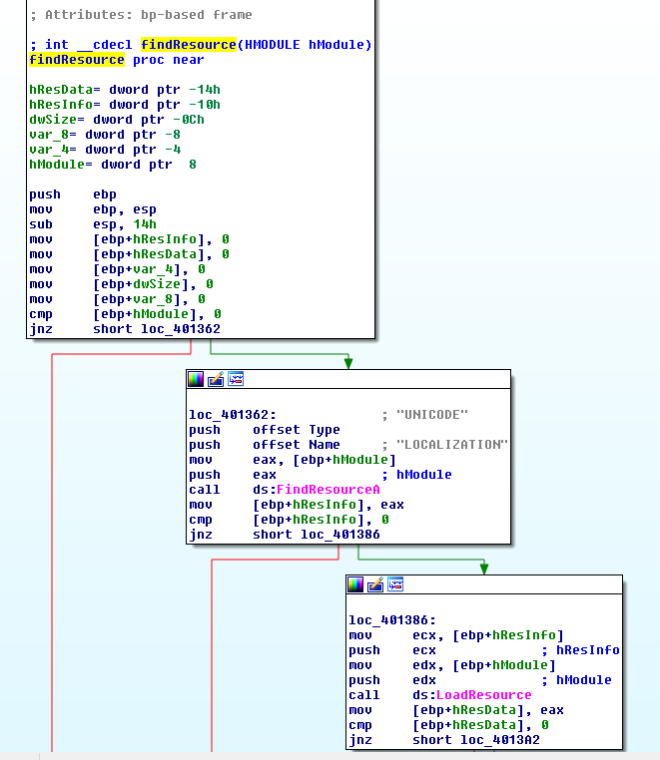 ; Attributes: bp-based frame
; int __cdecl findResource(HMODULE hModule)
findResource proc near
hResData= dword ptr -14h
hResInfo= dword ptr -10h
dwSize= dword ptr -0Ch
var_8= dword ptr -8
var_4= dword ptr -4
hModule= dword ptr  8
push    ebp
mov     ebp, esp
sub     esp, 14h
mov     [ebp+hResInfo], 0
mov     [ebp+hResData], 0
mov     [ebp+var_4], 0
mov     [ebp+dwSize], 0
mov     [ebp+var_8], 0
cmp     [ebp+hModule], 0
jnz     short loc_401362
loc_401362:             ; "UNICODE"
push    offset Type
push    offset Name     ; "LOCALIZATION"
mov     eax, [ebp+hModule]
push    eax             ; hModule
call    ds:FindResourceA
mov     [ebp+hResInfo], eax
cmp     [ebp+hResInfo], 0
jnz     short loc_401386
loc_401386:
mov     ecx, [ebp+hResInfo]
push    ecx             ; hResInfo
mov     edx, [ebp+hModule]
push    edx             ; hModule
call    ds:LoadResource
mov     [ebp+hResData], eax
cmp     [ebp+hResData], 0
jnz     short loc_4013A2